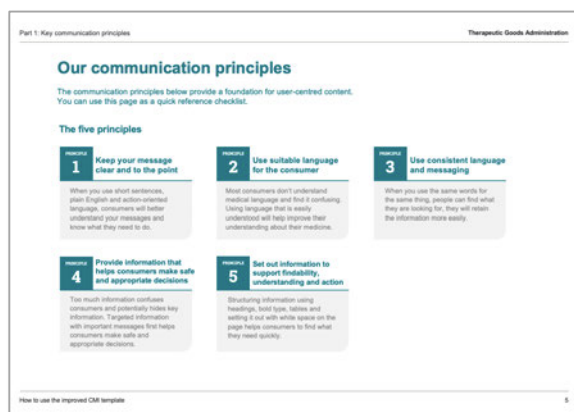 Part 1: Key communication principles
Therapeutic Goods Administration
Our communication principles
The communication principles below provide a foundation for user-centred content.
You can use this page as a quick reference checklist.
The five principles
PRINCIPLE
1
Keep your message
clear and to the point
When you use short sentences,
plain English and action-oriented
language, consumers will better
understand your messages and
know what they need to do.
PRINCIPLE
2
Use suitable language
for the consumer
Most consumers don't understand
medical language and find it confusing.
Using language that is easily
understood will help improve their
understanding about their medicine.
PRINCIPLE
3
Use consistent language
and messaging
When you use the same words for
the same thing, people can find what
they are looking for, they will retain
the information more easily.
PRINCIPLE
4
Provide information that
helps consumers make safe
and appropriate decisions
Too much information confuses
consumers and potentially hides key
information. Targeted information
with important messages first helps
consumers make safe and
appropriate decisions.
PRINCIPLE
5
Set out information to
support findability,
understanding and action
Structuring information using
headings, bold type, tables and
setting it out with white space on the
page helps consumers to find what
they need quickly.
How to use the improved CMI template
5